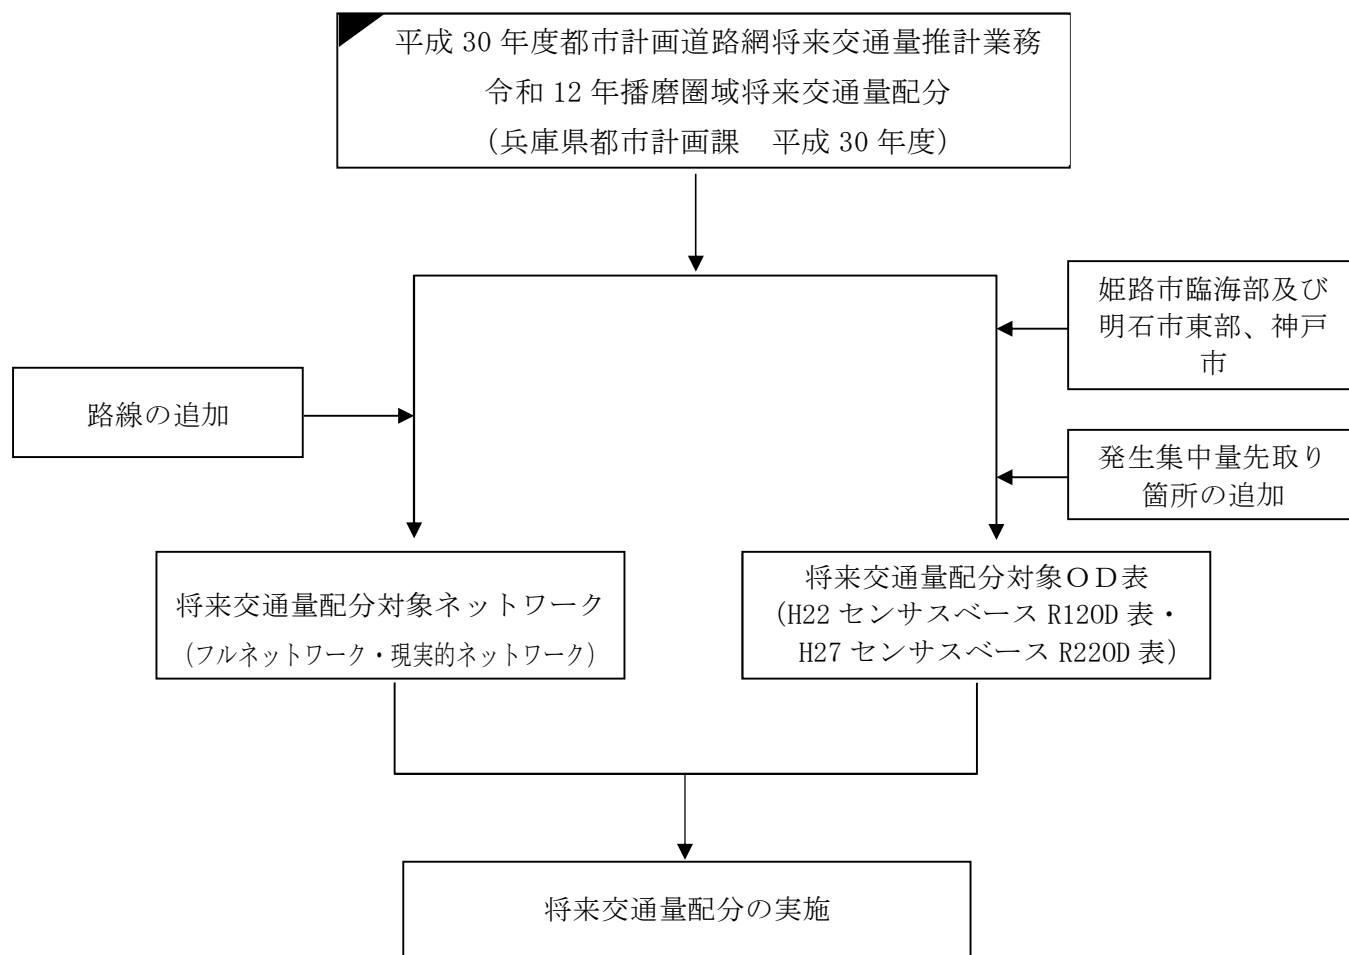 平成 30 年度都市計画道路網将来交通量推計業務
令和 12 年播磨圏域将来交通量配分
（兵庫県都市計画課　平成 30 年度）
姫路市臨海部及び
明石市東部、神戸
市
路線の追加
発生集中量先取り
箇所の追加
将来交通量配分対象ネットワーク
（フルネットワーク・現実的ネットワーク）
将来交通量配分対象ＯＤ表
（H22 センサスベース R12OD 表・
H27 センサスベース R22OD 表）
将来交通量配分の実施